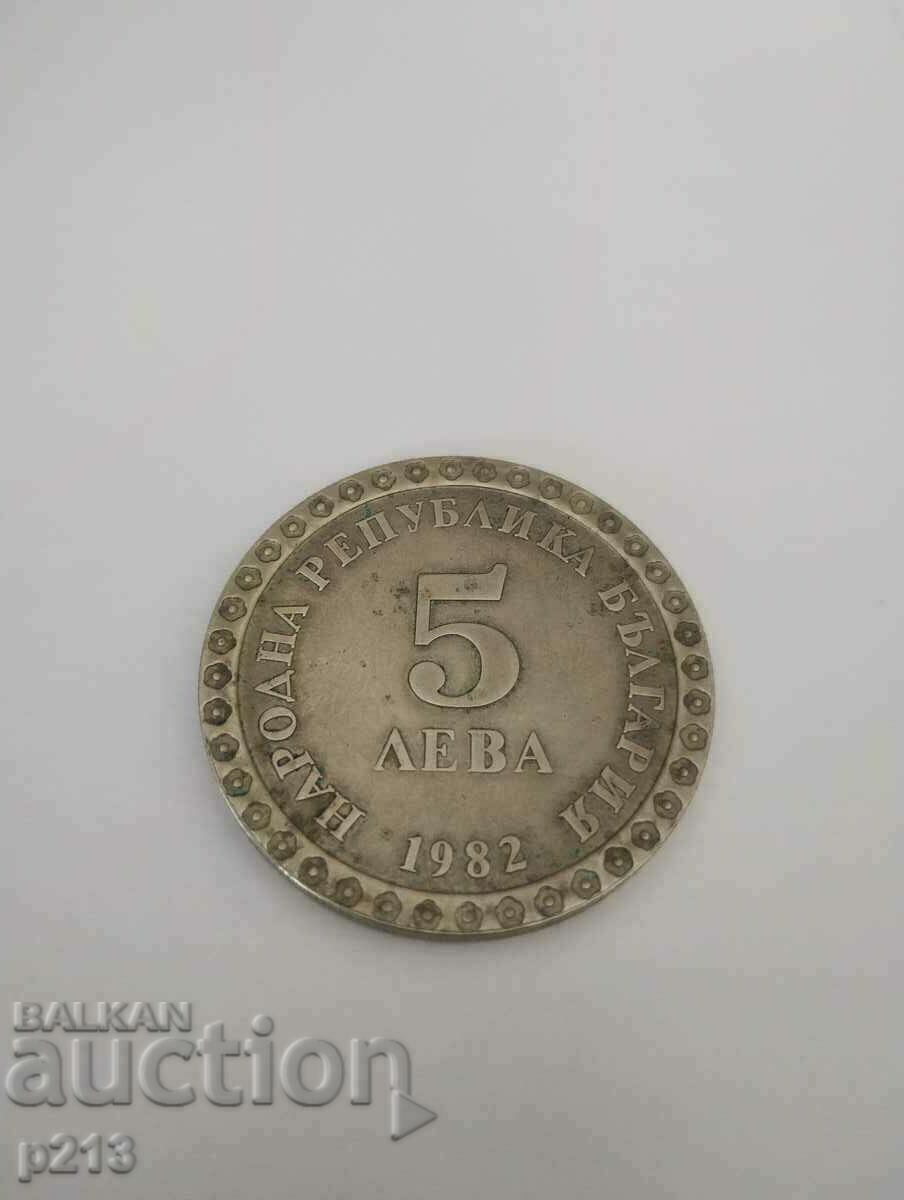 НАРОДНА РЕПУБЛИКА БЪЛГАРИЯ
5
ЛЕВА
1982
BALKAN
auction
p213